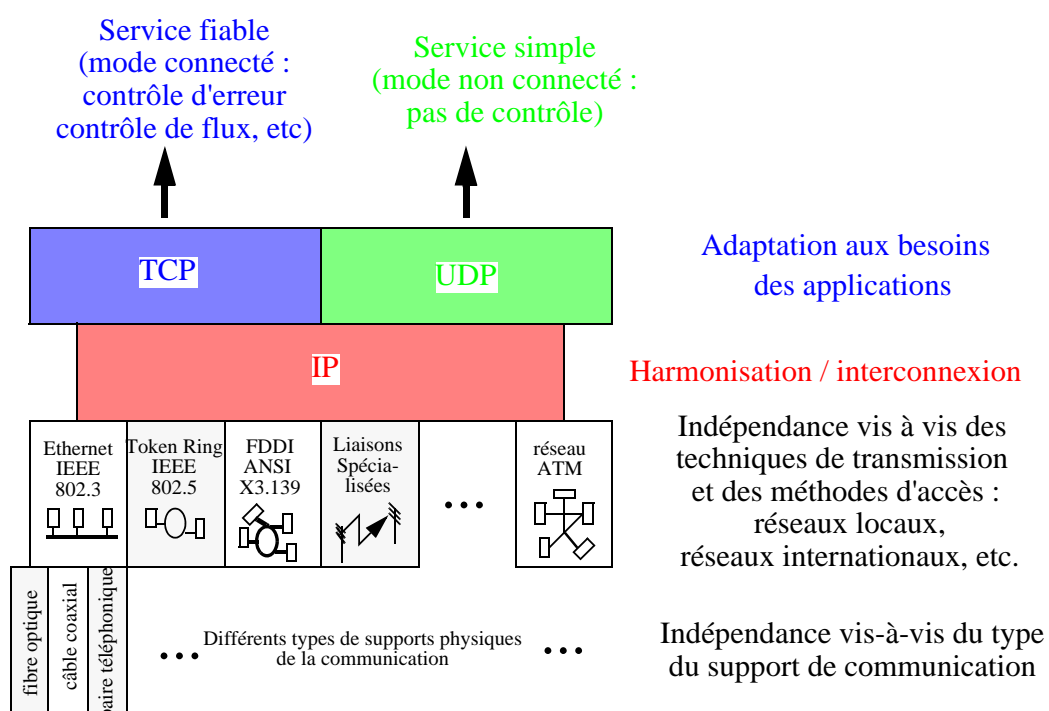 Service fiable
(mode connecté :
contrôle d'erreur
contrôle de flux, etc)
Service simple
(mode non connecté :
pas de contrôle)
TCP
UDP
Adaptation aux besoins
des applications
IP
Harmonisation / interconnexion
Ethernet
IEEE
802.3
Token Ring
IEEE
802.5
FDDI
ANSI
X3.139
Liaisons
Spécia-
lisées
...
réseau
ATM
Indépendance vis à vis des
techniques de transmission
et des méthodes d'accès :
réseaux locaux,
réseaux internationaux, etc.
fibre optique
câble coaxial
paire téléphonique
...
Différents types de supports physiques
de la communication
...
Indépendance vis-à-vis du type
du support de communication